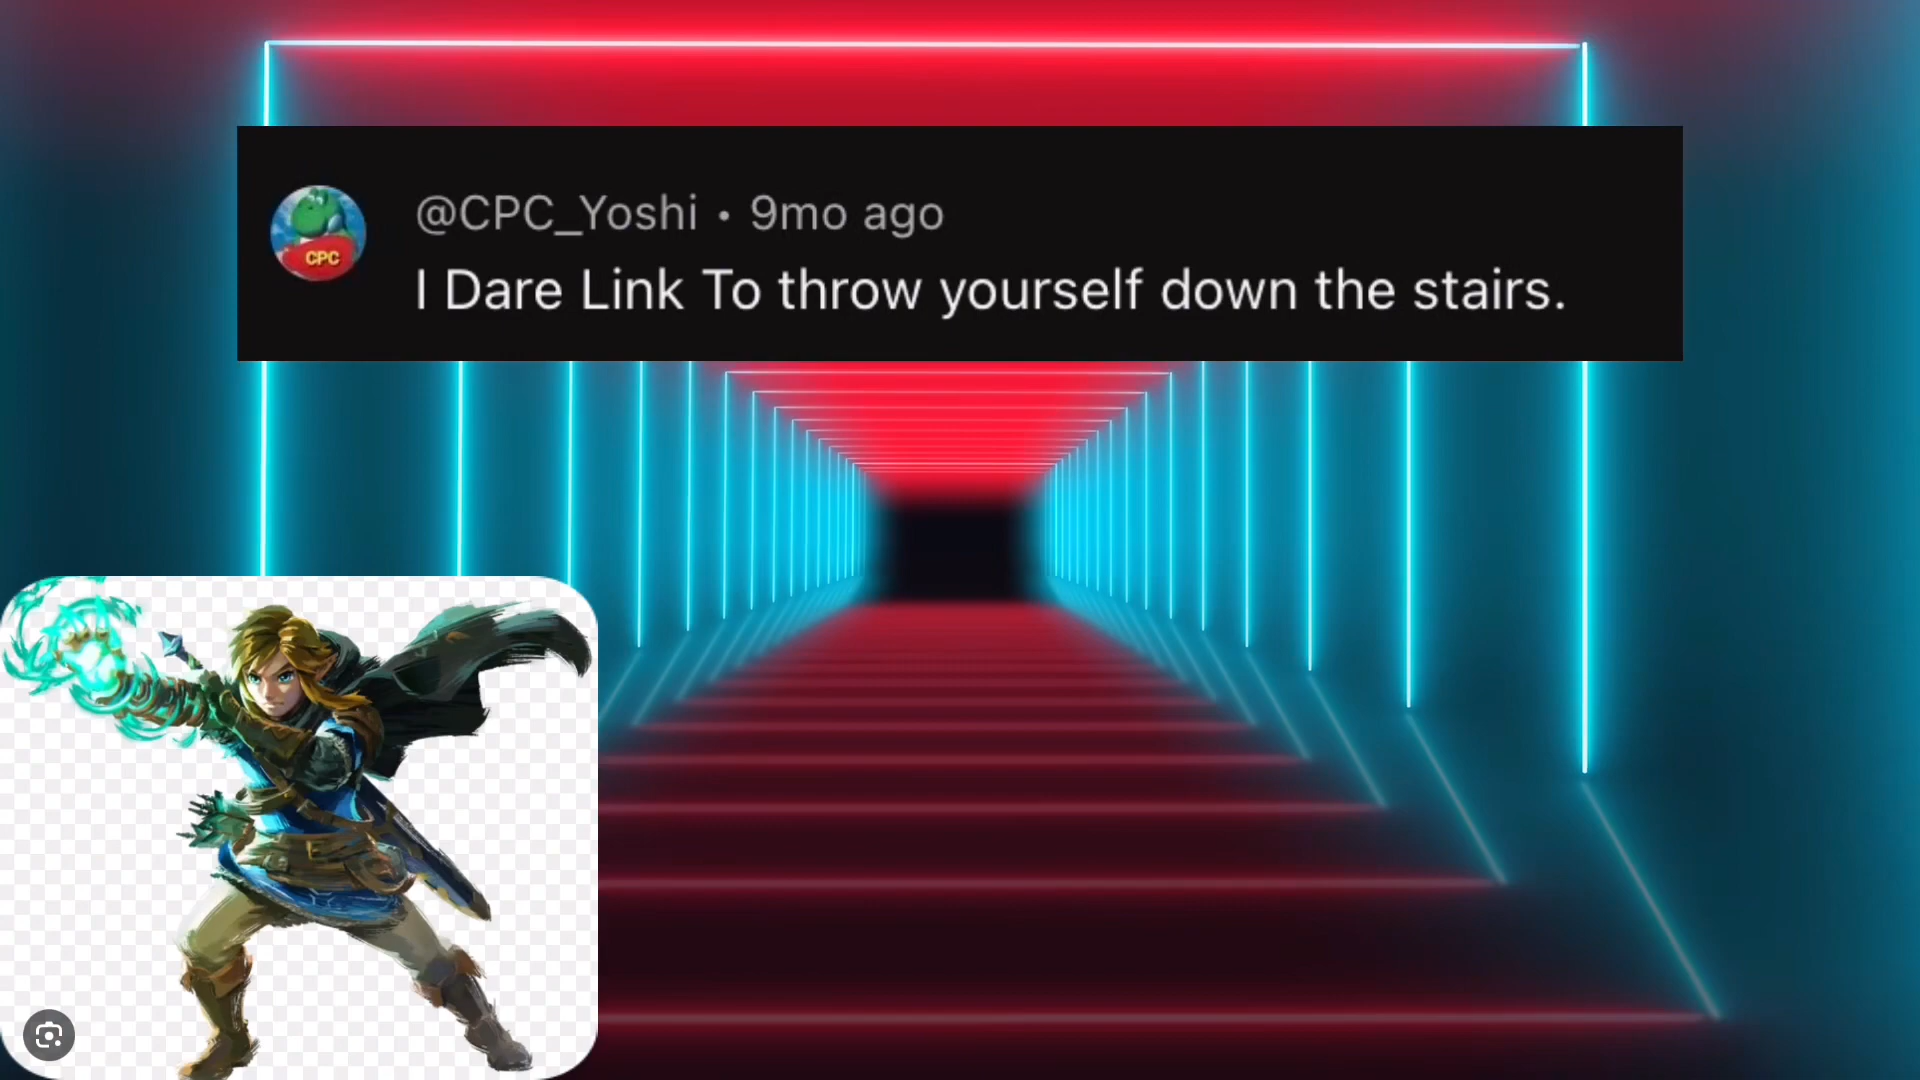 @CPC_Yoshi • 9mo ago
CPC
I Dare Link To throw yourself down the stairs.